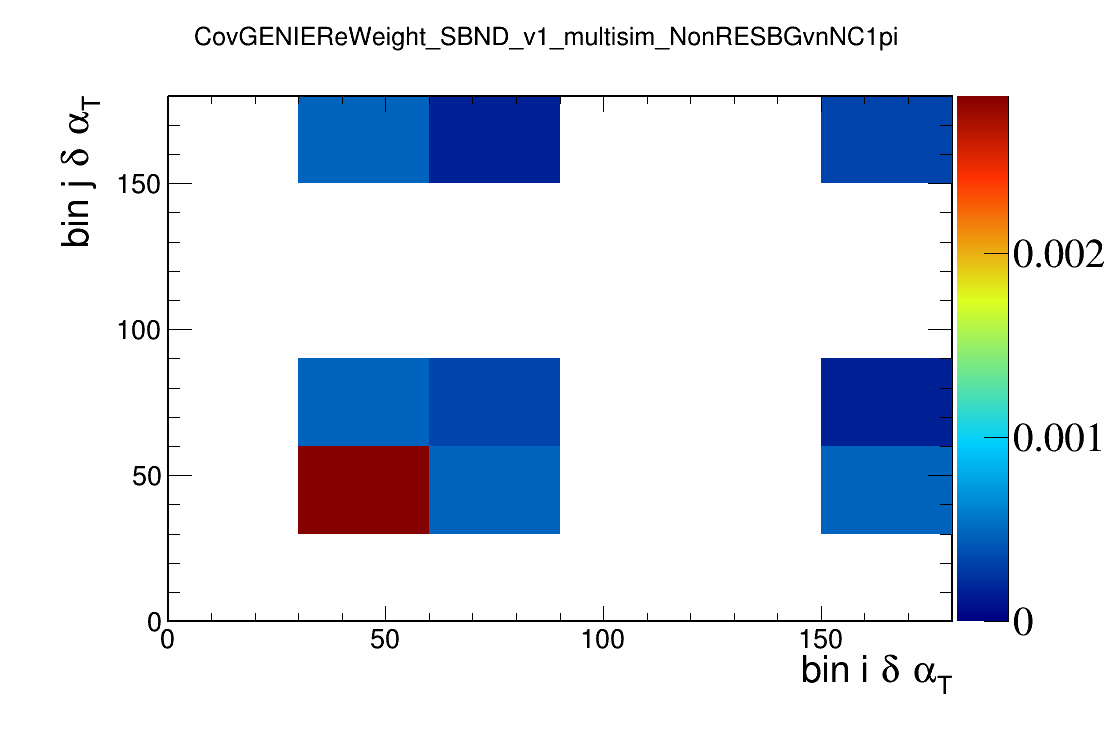 CovGENIEReWeight_SBND_v1_multisim_NonRESBGvnNC1pi
bin j δ α_T
150
100
50
0
0 50 100 150
bin i δ α_T
0.002
0.001
0